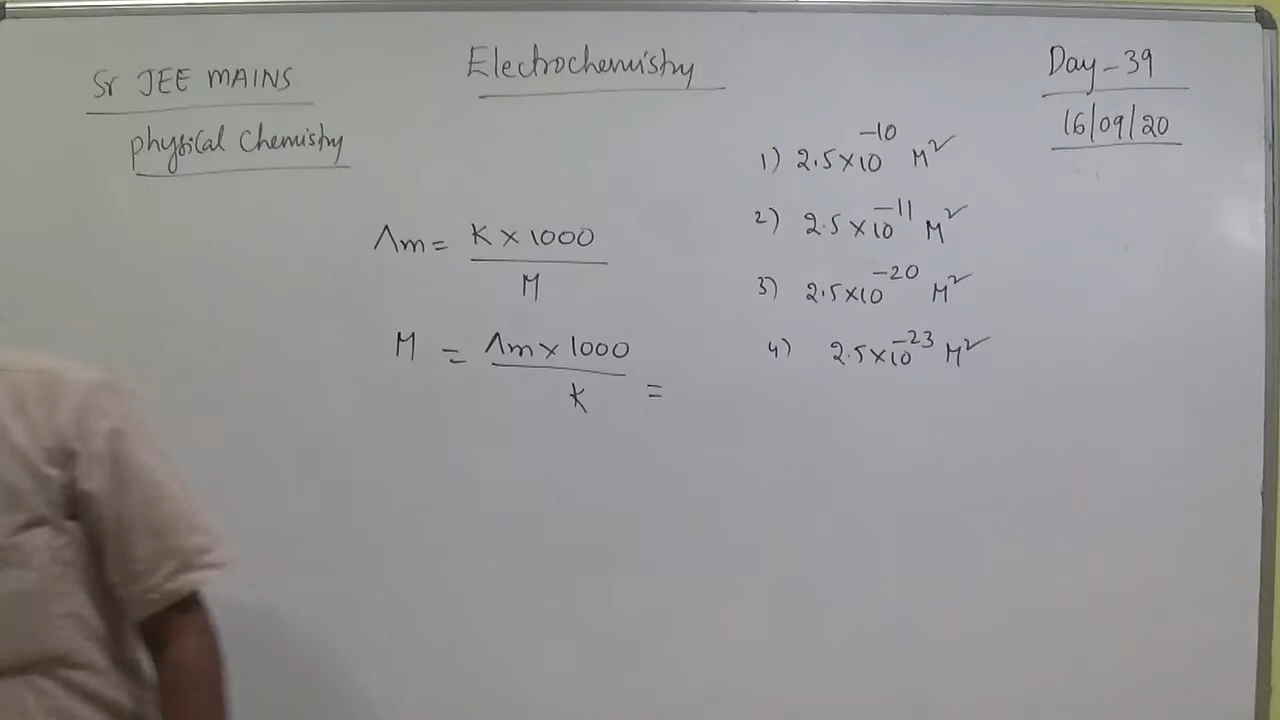 Sr JEE MAINS
physical Chemistry
Electrochemistry
Day-39
16/09/20
Λm = K × 1000 / M
M = Λm × 1000 / K =
1) 2.5×10^-10 M²
2) 2.5×10^-11 M²
3) 2.5×10^-20 M²
4) 2.5×10^-23 M²